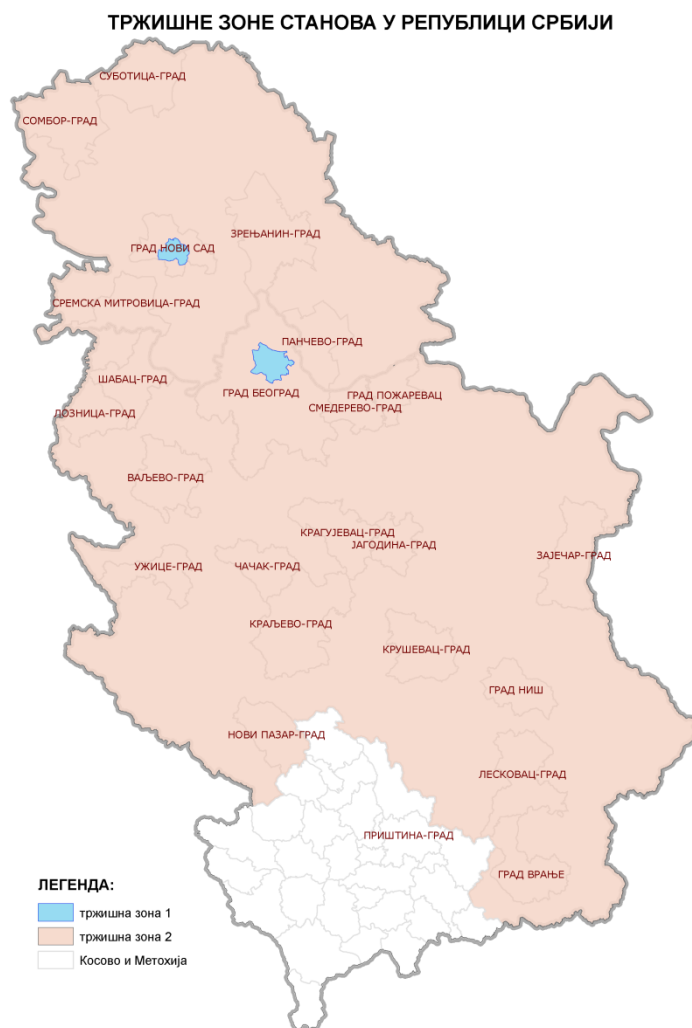 ТРЖИШНЕ ЗОНЕ СТАНОВА У РЕПУБЛИЦИ СРБИЈИ
СУБОТИЦА-ГРАД
СОМБОР-ГРАД
ЗРЕЊАНИН-ГРАД
ГРАД НОВИ САД
СРЕМСКА МИТРОВИЦА-ГРАД
ПАНЧЕВО-ГРАД
ШАБАЦ-ГРАД
ГРАД БЕОГРАД
ГРАД ПОЖАРЕВАЦ
СМЕДЕРЕВО-ГРАД
ЛОЗНИЦА-ГРАД
ВАЉЕВО-ГРАД
КРАГУЈЕВАЦ-ГРАД
ЈАГОДИНА-ГРАД
ЗАЈЕЧАР-ГРАД
УЖИЦЕ-ГРАД
ЧАЧАК-ГРАД
КРАЉЕВО-ГРАД
КРУШЕВАЦ-ГРАД
ГРАД НИШ
НОВИ ПАЗАР-ГРАД
ЛЕСКОВАЦ-ГРАД
ПРИШТИНА-ГРАД
ГРАД ВРАЊЕ
ЛЕГЕНДА:
тржишна зона 1
тржишна зона 2
Косово и Метохија